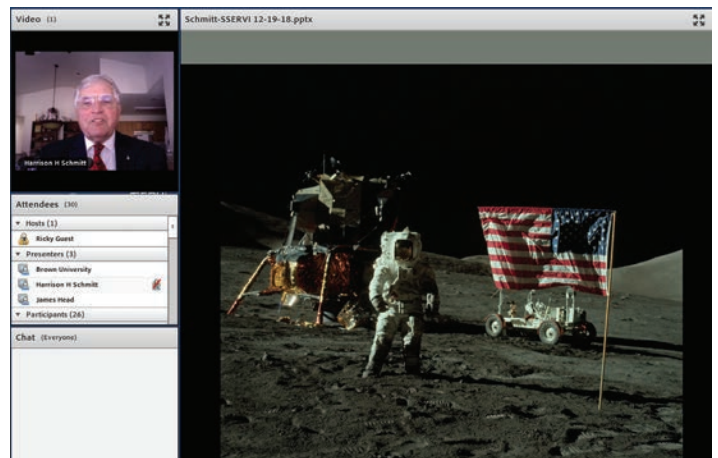 Video (1)
Schmitt-SSERVI 12-19-18.pptx
Harrison H Schmitt
Attendees (30)
Hosts (1)
Ricky Guest
Presenters (3)
Brown University
Harrison H Schmitt
James Head
Participants (26)
Chat (Everyone)